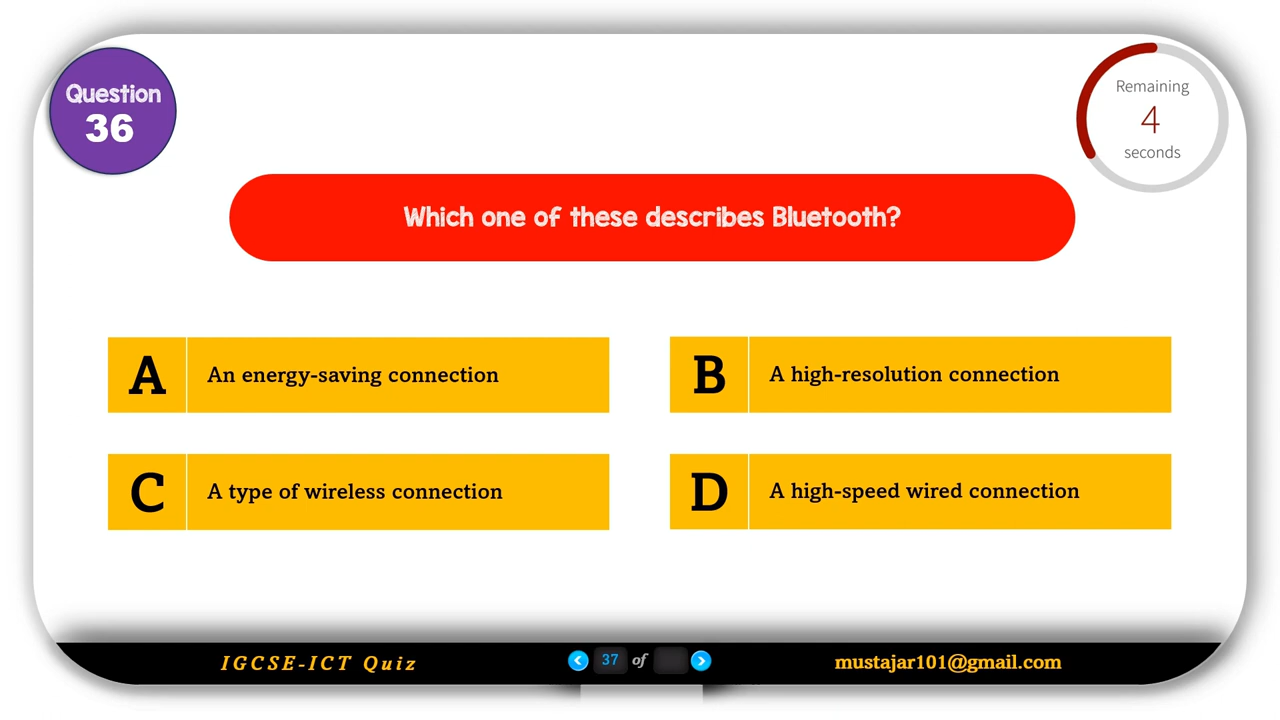 Question
36
Remaining
4
seconds
Which one of these describes Bluetooth?
A An energy-saving connection
B A high-resolution connection
C A type of wireless connection
D A high-speed wired connection
IGCSE-ICT Quiz
37 of
mustajar101@gmail.com